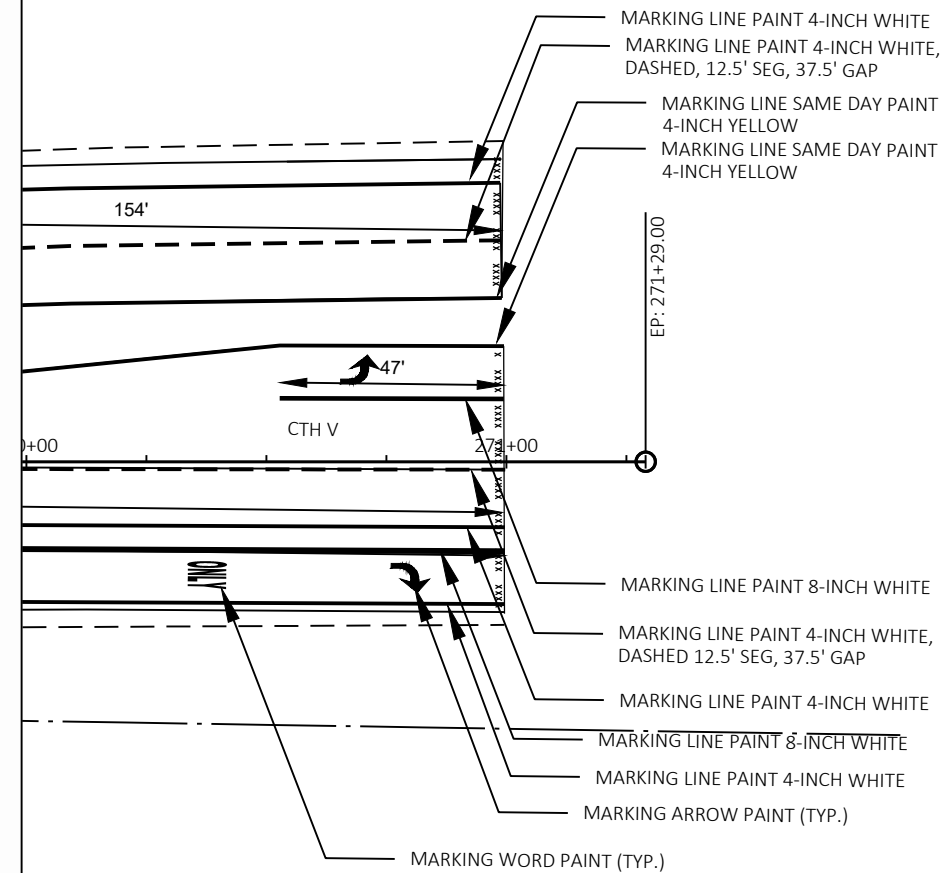 MARKING LINE PAINT 4-INCH WHITE
MARKING LINE PAINT 4-INCH WHITE,
DASHED, 12.5' SEG, 37.5' GAP
MARKING LINE SAME DAY PAINT
4-INCH YELLOW
MARKING LINE SAME DAY PAINT
4-INCH YELLOW
154'
EP: 271+29.00
47'
CTH V
0+00
271+00
ONLY
MARKING LINE PAINT 8-INCH WHITE
MARKING LINE PAINT 4-INCH WHITE,
DASHED 12.5' SEG, 37.5' GAP
MARKING LINE PAINT 4-INCH WHITE
MARKING LINE PAINT 8-INCH WHITE
MARKING LINE PAINT 4-INCH WHITE
MARKING ARROW PAINT (TYP.)
MARKING WORD PAINT (TYP.)